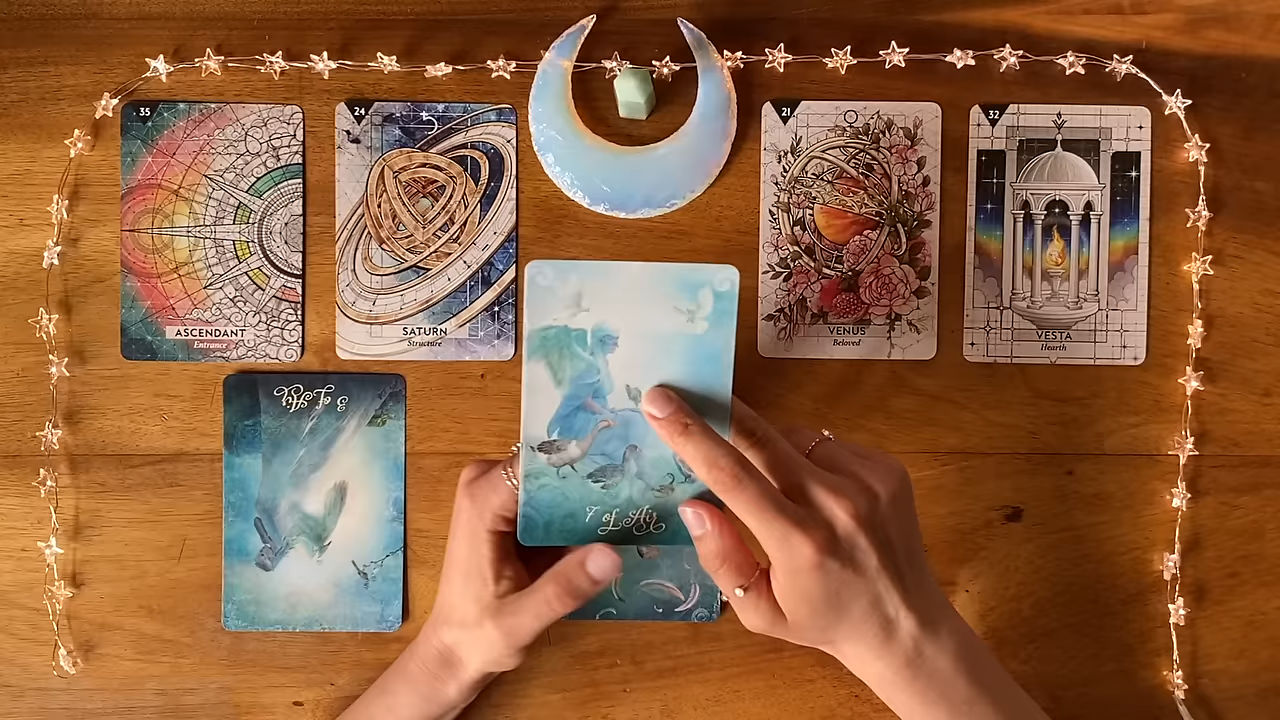 35
ASCENDANT
Entrance
24
SATURN
Structure
21
VENUS
Beloved
32
VESTA
Hearth
3 of Air
7 of Air